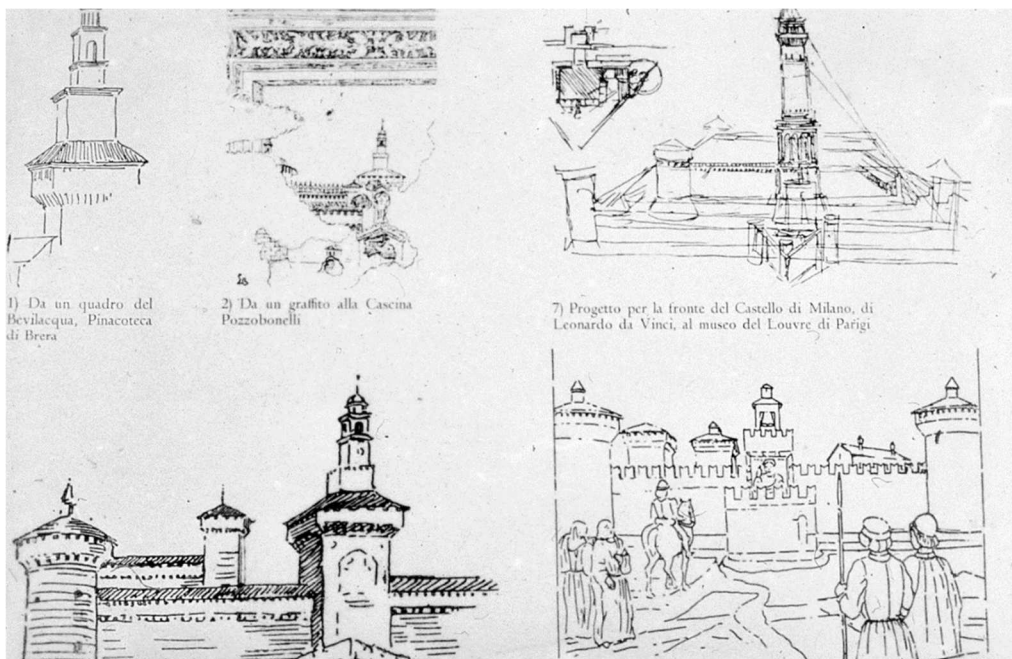 1) Da un quadro del
Bevilacqua, Pinacoteca
di Brera
2) Da un graffito alla Cascina
Pozzobonelli
7) Progetto per la fronte del Castello di Milano, di
Leonardo da Vinci, al museo del Louvre di Parigi